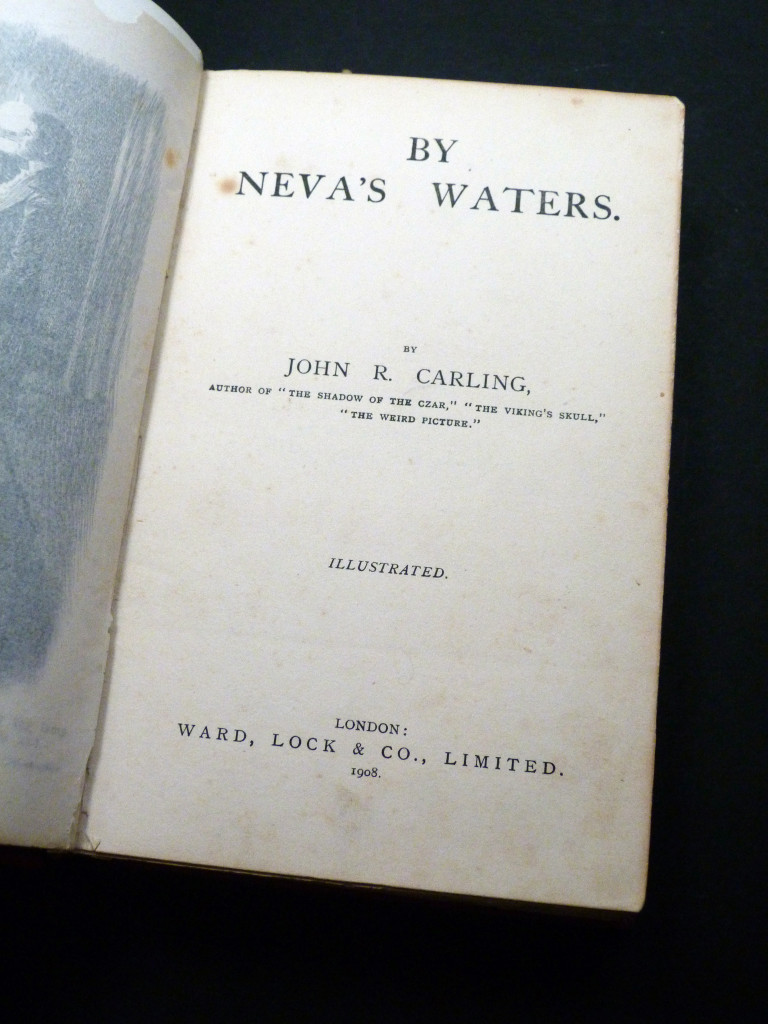 BY
NEVA'S WATERS.
BY
JOHN R. CARLING,
AUTHOR OF "THE SHADOW OF THE CZAR," "THE VIKING'S SKULL,"
"THE WEIRD PICTURE."
ILLUSTRATED.
LONDON:
WARD, LOCK & CO., LIMITED.
1908.